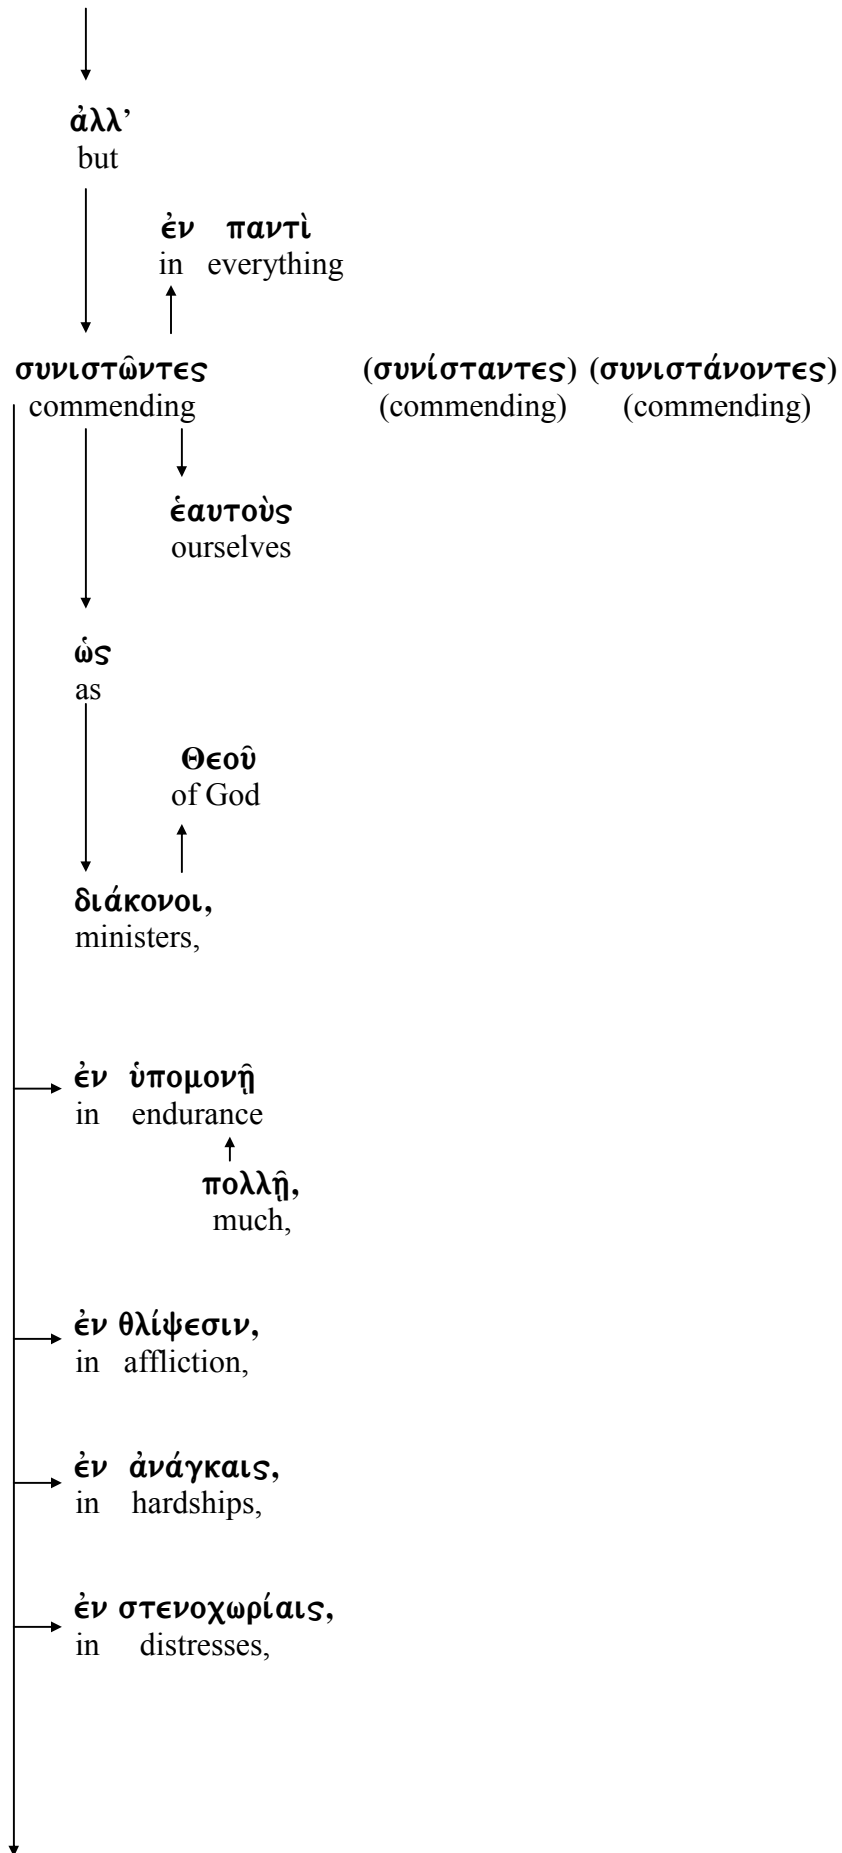 ἀλλ’
but
ἐν παντὶ
in everything
συνιστῶντες (συνίσταντες) (συνιστάνοντες)
commending (commending) (commending)
ἑαυτοὺς
ourselves
ὡς
as
Θεοῦ
of God
διάκονοι,
ministers,
ἐν ὑπομονῇ
in endurance
πολλῇ,
much,
ἐν θλίψεσιν,
in affliction,
ἐν ἀνάγκαις,
in hardships,
ἐν στενοχωρίαις,
in distresses,